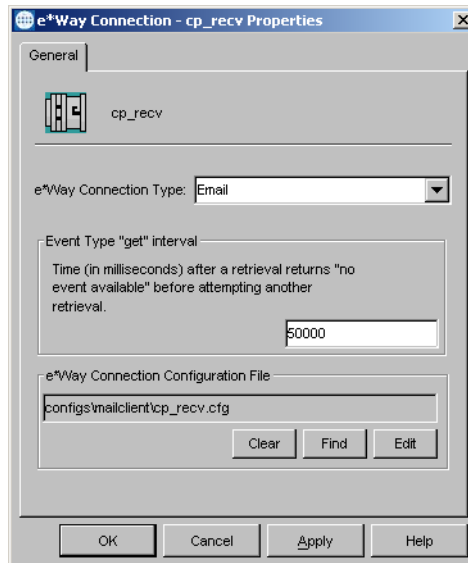 e*Way Connection - cp_recv Properties
General
cp_recv
e*Way Connection Type: Email
Event Type "get" interval
Time (in milliseconds) after a retrieval returns "no
event available" before attempting another
retrieval.
50000
e*Way Connection Configuration File
configs\mailclient\cp_recv.cfg
Clear Find Edit
OK Cancel Apply Help